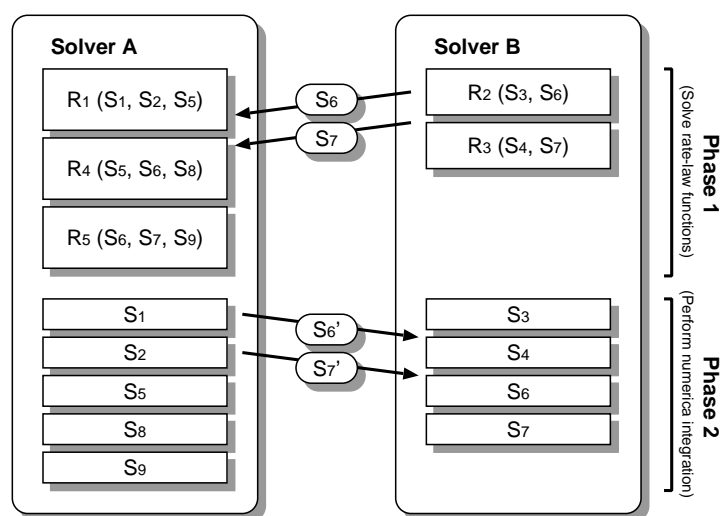 Solver A
R1 (S1, S2, S5)
R4 (S5, S6, S8)
R5 (S6, S7, S9)
S1
S2
S5
S8
S9
S6
S7
S6’
S7’
Solver B
R2 (S3, S6)
R3 (S4, S7)
S3
S4
S6
S7
Phase 1
(Solve rate-law functions)
Phase 2
(Perform numerica integration)